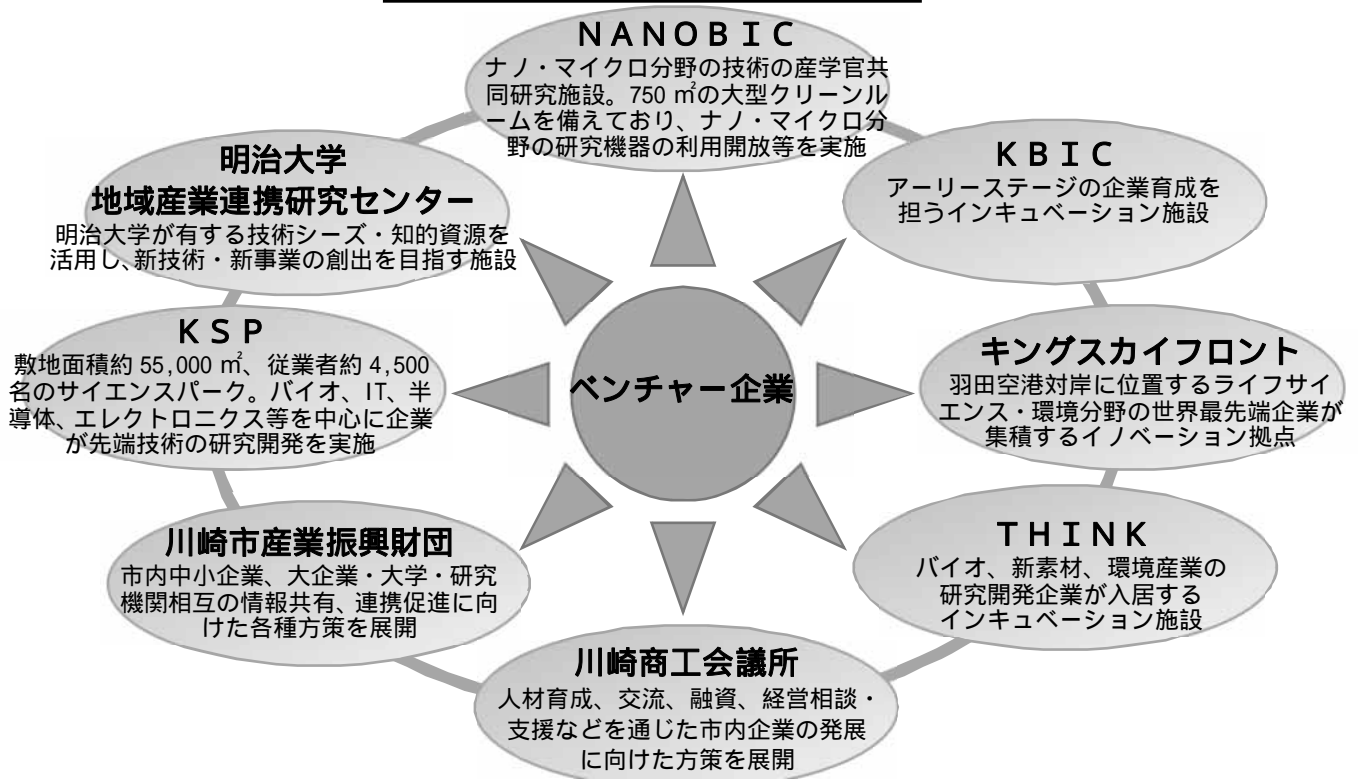 ＮＡＮＯＢＩＣ
ナノ・マイクロ分野の技術の産学官共
同研究施設。750 ㎡の大型クリーンル
ームを備えており、ナノ・マイクロ分
野の研究機器の利用開放等を実施
ＫＢＩＣ
アーリーステージの企業育成を
担うインキュベーション施設
キングスカイフロント
羽田空港対岸に位置するライフサイ
エンス・環境分野の世界最先端企業が
集積するイノベーション拠点
ＴＨＩＮＫ
バイオ、新素材、環境産業の
研究開発企業が入居する
インキュベーション施設
川崎商工会議所
人材育成、交流、融資、経営相談・
支援などを通じた市内企業の発展
に向けた方策を展開
川崎市産業振興財団
市内中小企業、大企業・大学・研究
機関相互の情報共有、連携促進に向
けた各種方策を展開
ＫＳＰ
敷地面積約 55,000 ㎡、従業者約 4,500
名のサイエンスパーク。バイオ、IT、半
導体、エレクトロニクス等を中心に企業
が先端技術の研究開発を実施
明治大学
地域産業連携研究センター
明治大学が有する技術シーズ・知的資源を
活用し、新技術・新事業の創出を目指す施設
ベンチャー企業